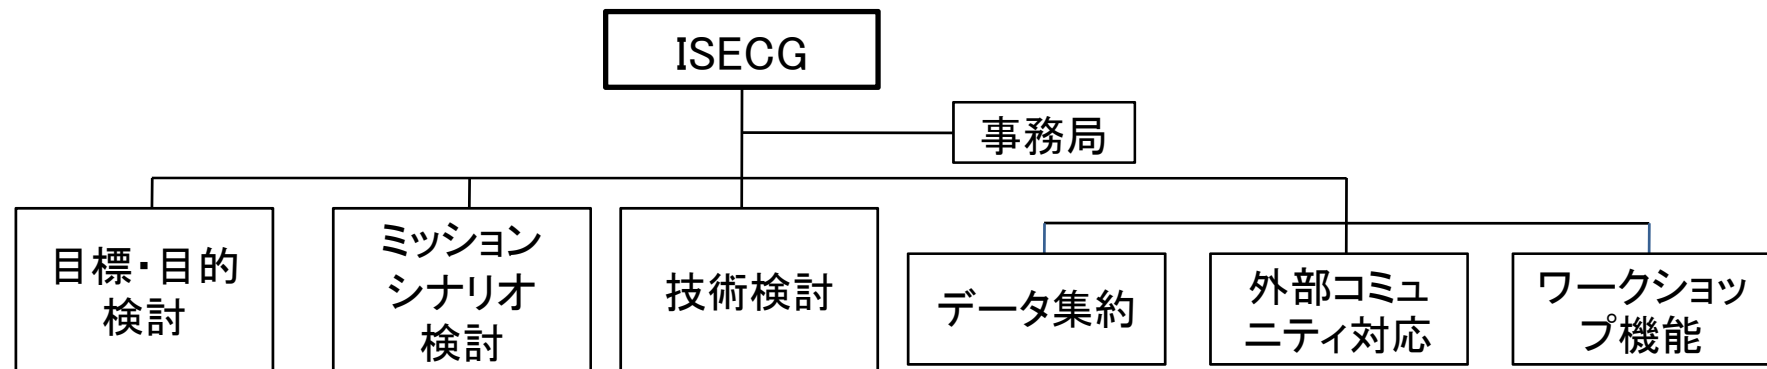 ISECG
事務局
目標・目的
検討
ミッション
シナリオ
検討
技術検討
データ集約
外部コミュ
ニティ対応
ワークショッ
プ機能